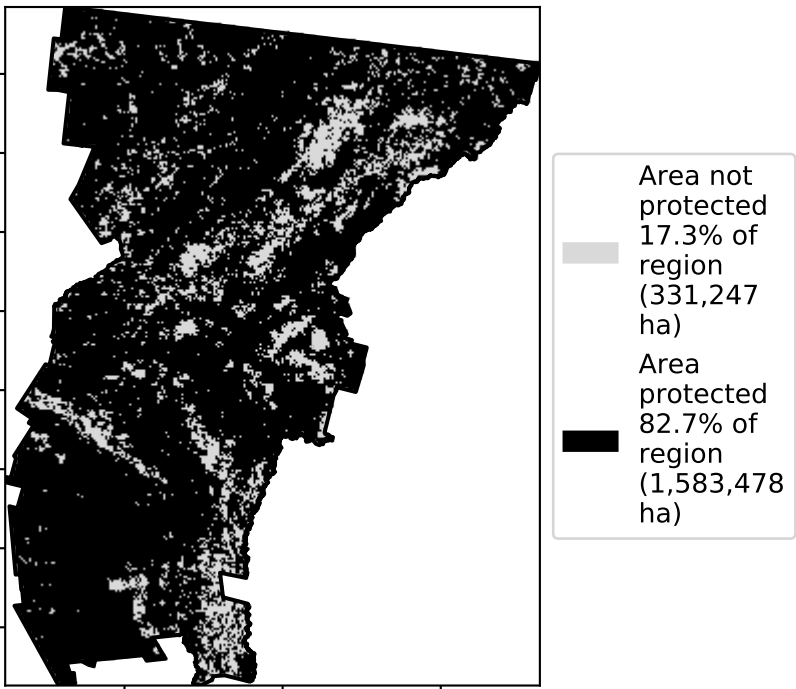 Area not
protected
17.3% of
region
(331,247
ha)
Area
protected
82.7% of
region
(1,583,478
ha)